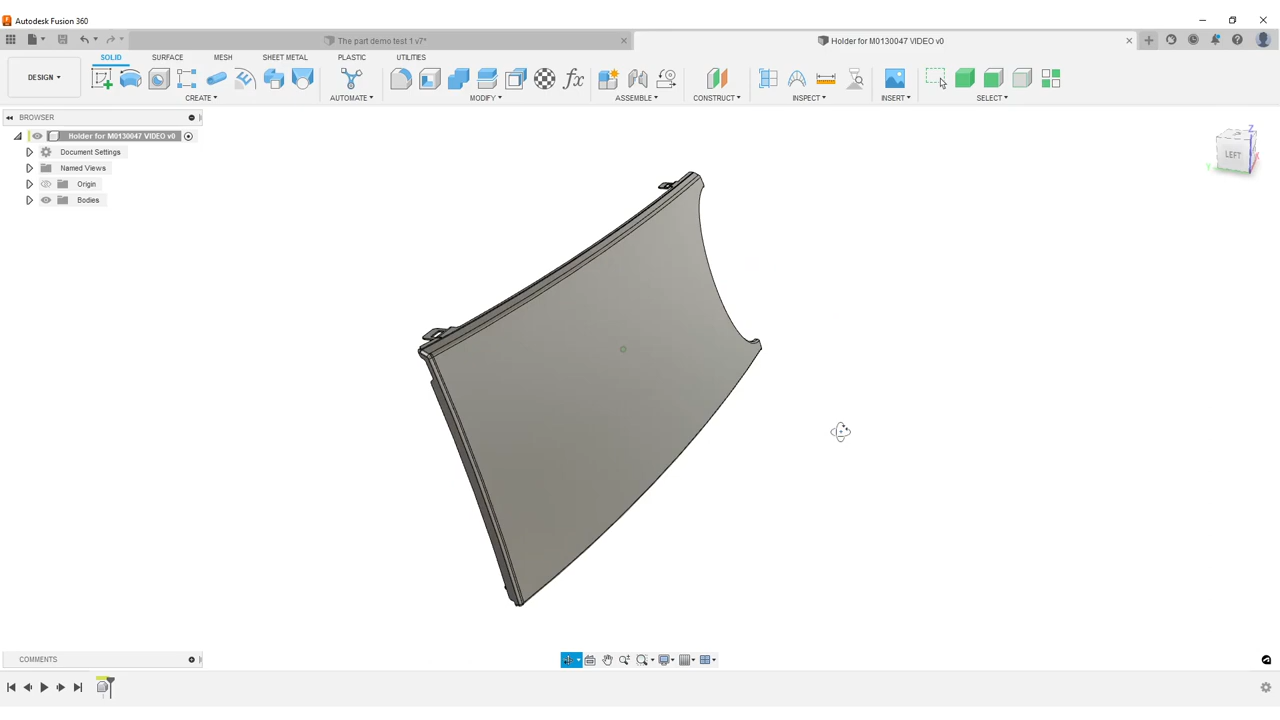 Autodesk Fusion 360
The part demo test 1 v7*
Holder for M0130047 VIDEO v0
SOLID SURFACE MESH SHEET METAL PLASTIC UTILITIES
DESIGN
CREATE AUTOMATE MODIFY ASSEMBLE CONSTRUCT INSPECT INSERT SELECT
BROWSER
Holder for M0130047 VIDEO v0
Document Settings
Named Views
Origin
Bodies
Z
LEFT
Y
COMMENTS